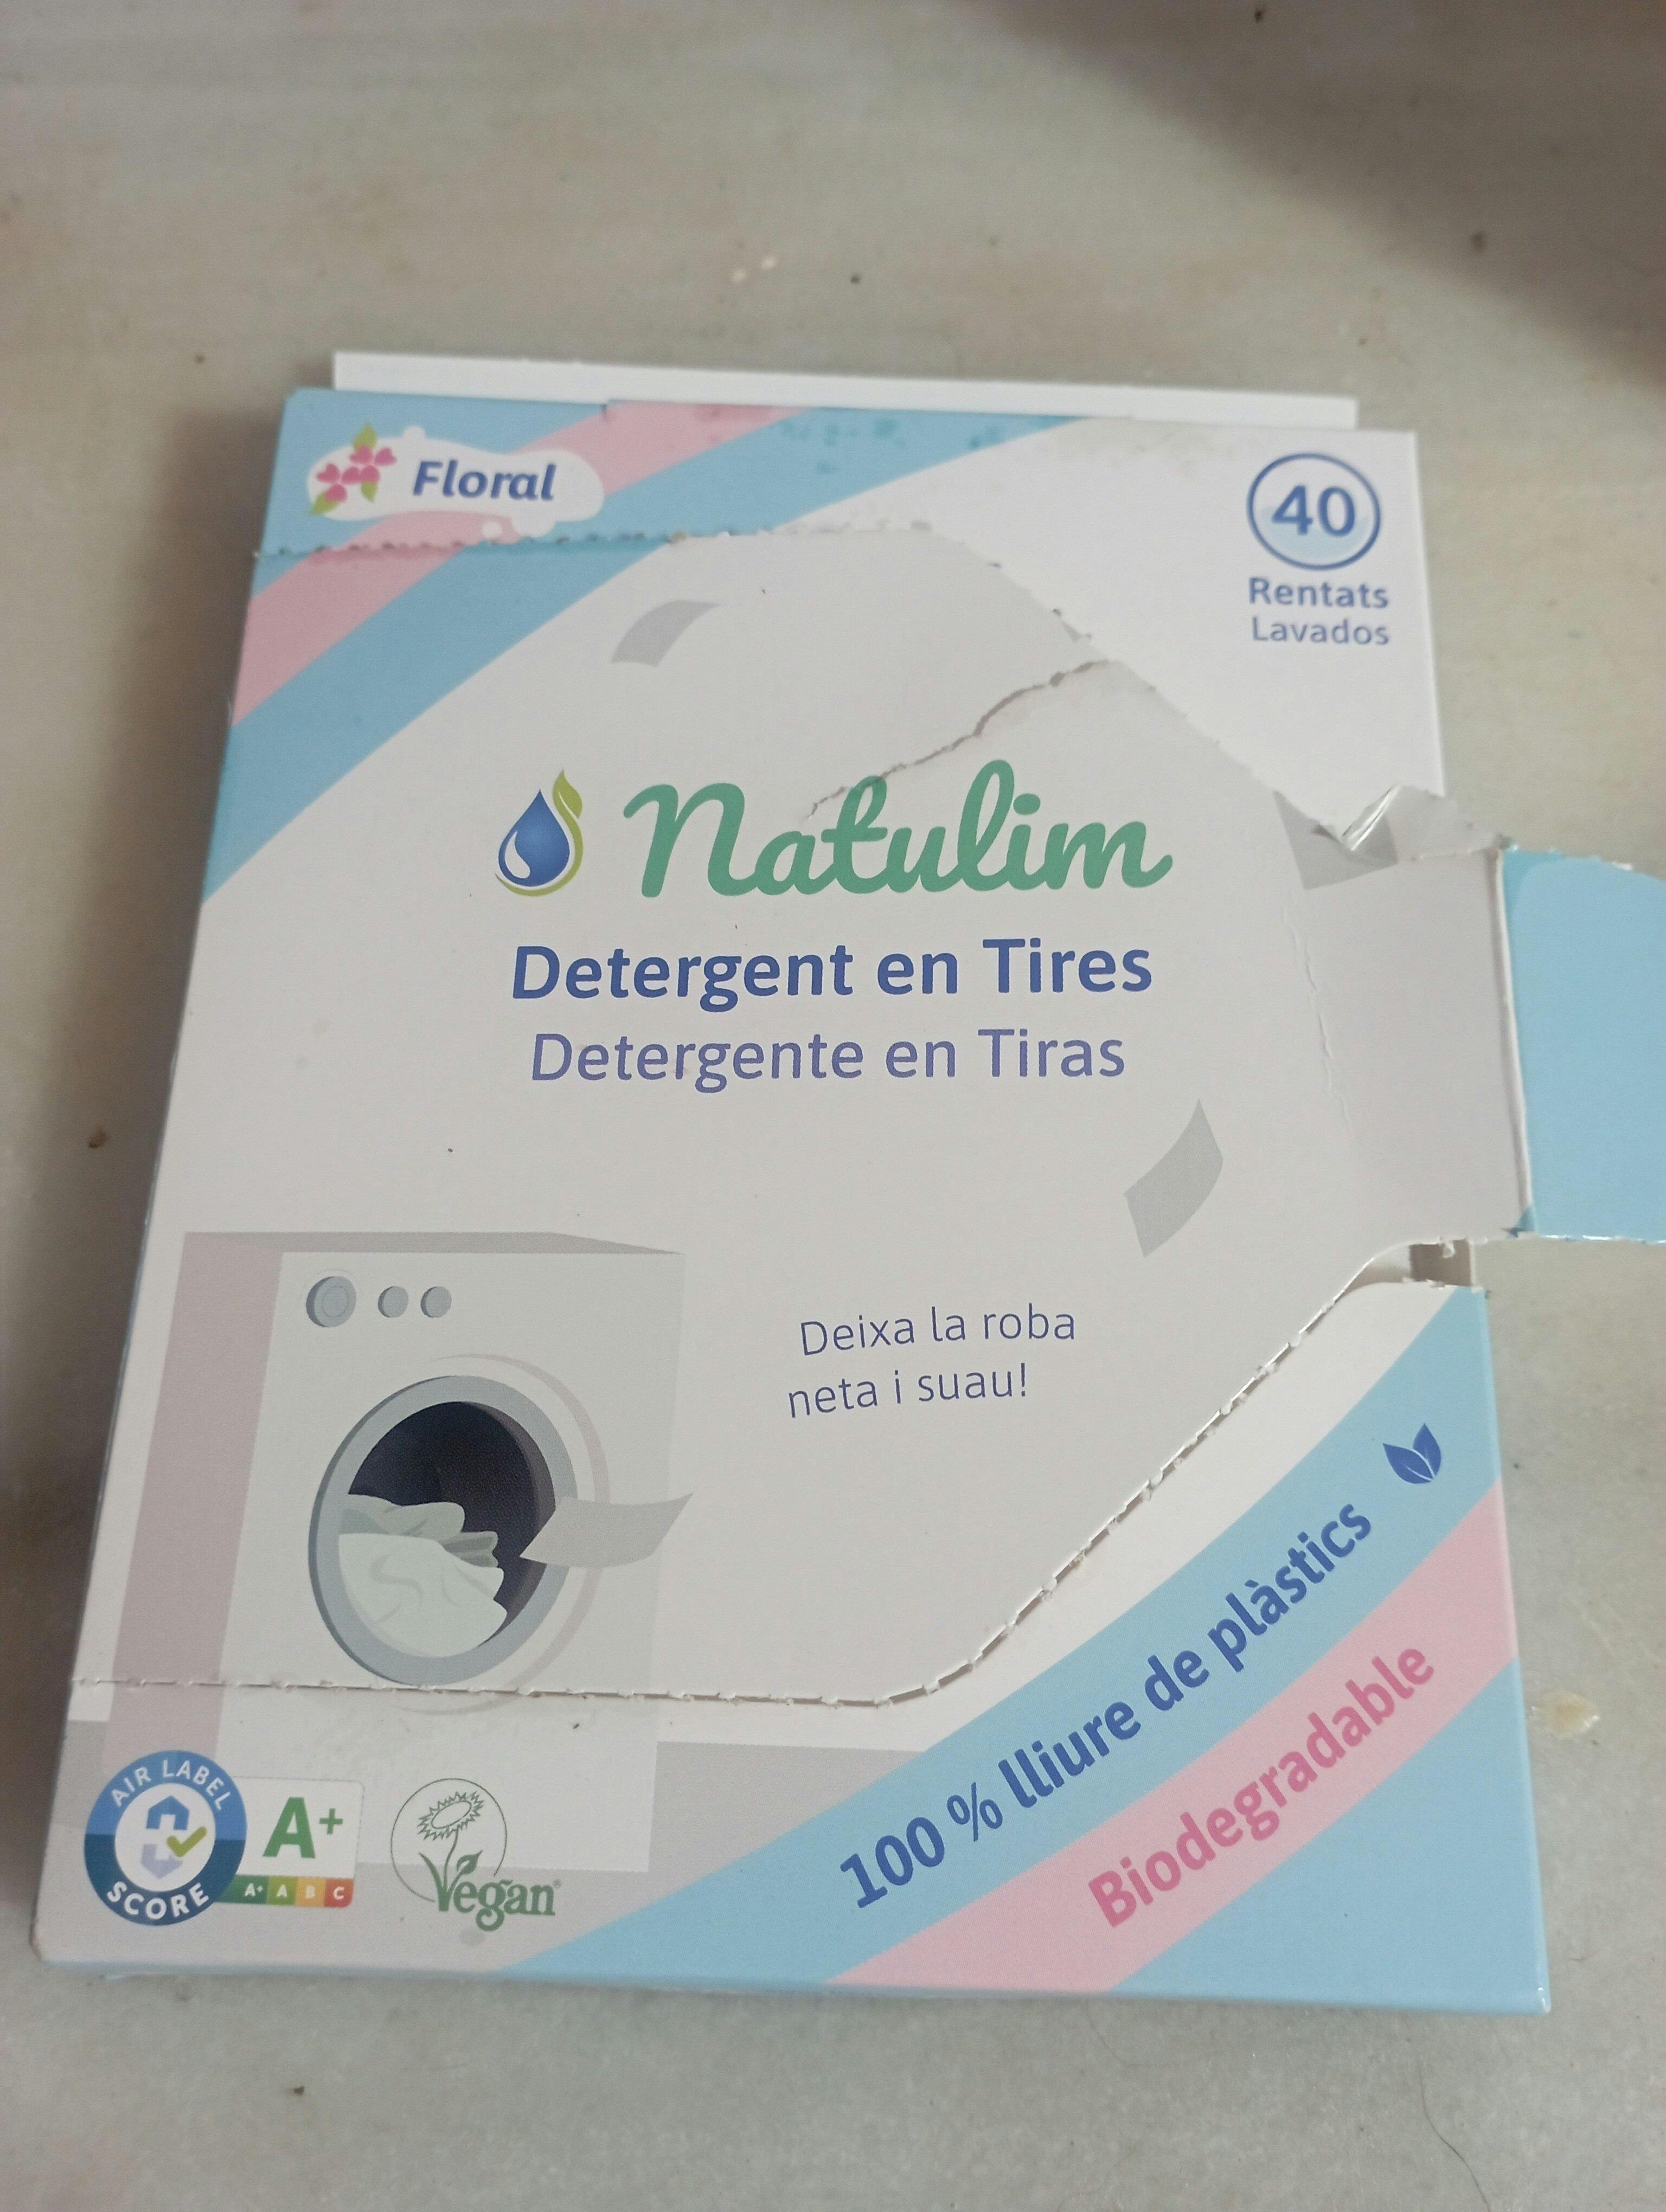 Floral
40
Rentats
Lavados
Natulim
Detergent en Tires
Detergente en Tiras
Deixa la roba
neta i suau!
100 % lliure de plàstics
Biodegradable
AIR LABEL
SCORE
A+
A+ A B C
Vegan